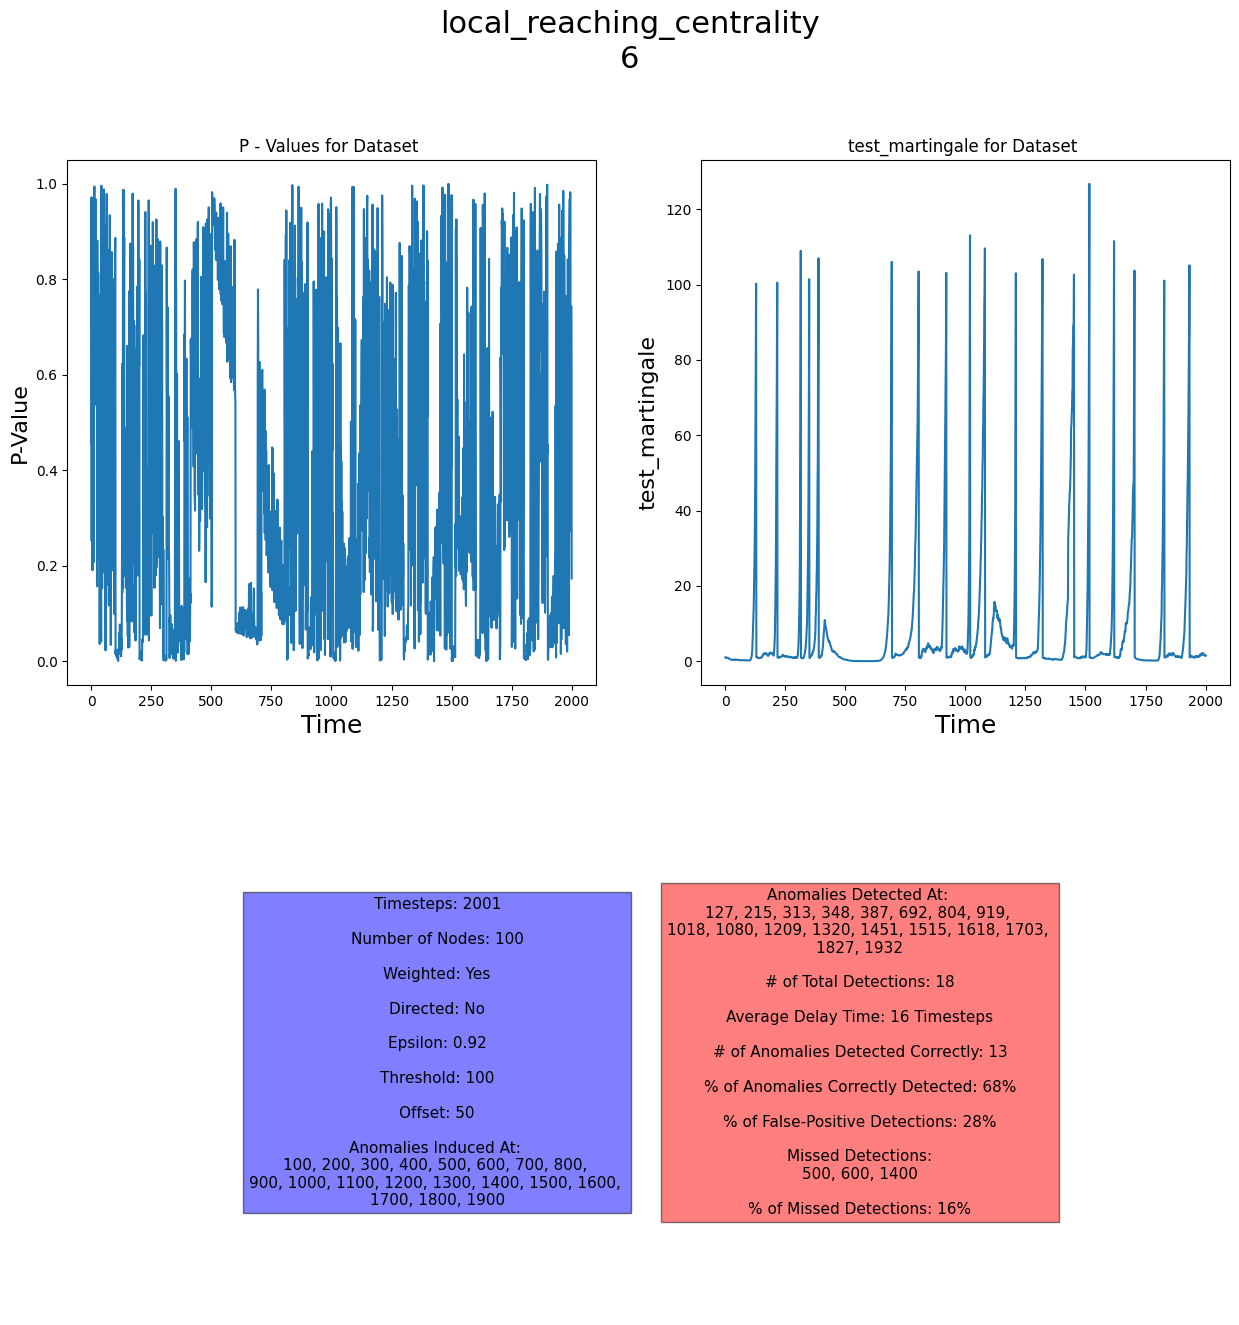 local_reaching_centrality
6
P - Values for Dataset
1.0
0.8
0.6
0.4
0.2
0.0
P-Value
0 250 500 750 1000 1250 1500 1750 2000
Time
test_martingale for Dataset
120
100
80
60
40
20
0
test_martingale
0 250 500 750 1000 1250 1500 1750 2000
Time
Timesteps: 2001
Number of Nodes: 100
Weighted: Yes
Directed: No
Epsilon: 0.92
Threshold: 100
Offset: 50
Anomalies Induced At:
100, 200, 300, 400, 500, 600, 700, 800,
900, 1000, 1100, 1200, 1300, 1400, 1500, 1600,
1700, 1800, 1900
Anomalies Detected At:
127, 215, 313, 348, 387, 692, 804, 919,
1018, 1080, 1209, 1320, 1451, 1515, 1618, 1703,
1827, 1932
# of Total Detections: 18
Average Delay Time: 16 Timesteps
# of Anomalies Detected Correctly: 13
% of Anomalies Correctly Detected: 68%
% of False-Positive Detections: 28%
Missed Detections:
500, 600, 1400
% of Missed Detections: 16%